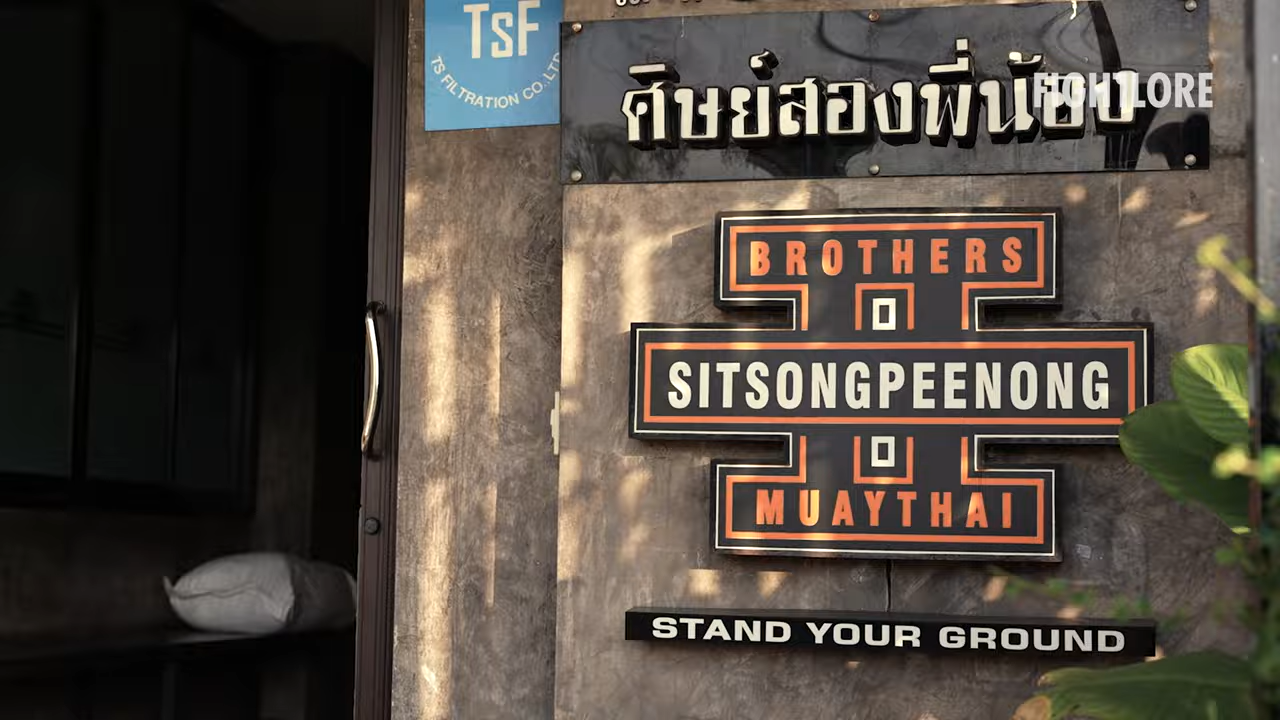 TSF
TS FILTRATION CO.,LTD
ศิษย์สองพี่น้อง
FIGHTLORE
BROTHERS
SITSONGPEENONG
MUAYTHAI
STAND YOUR GROUND